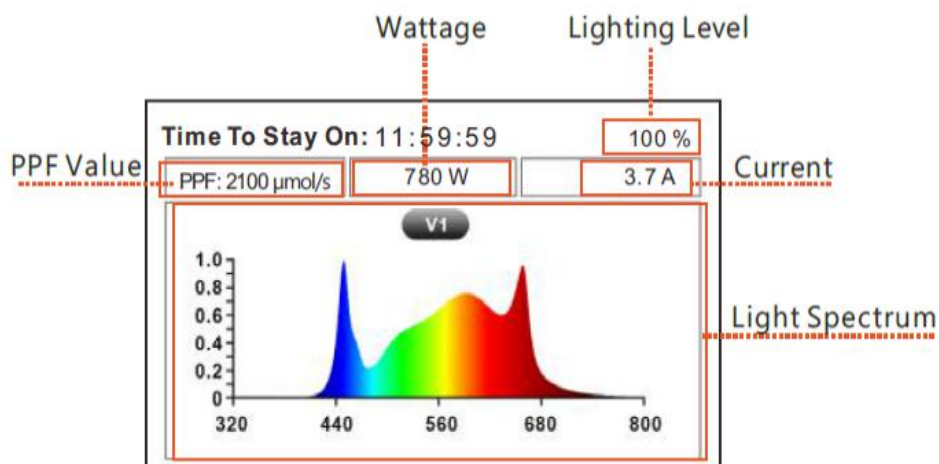 Wattage Lighting Level
Time To Stay On: 11:59:59 100 %
PPF Value PPF: 2100 μmol/s 780 W 3.7 A Current
V1
1.0
0.8
0.6
0.4
0.2
0
Light Spectrum
320 440 560 680 800